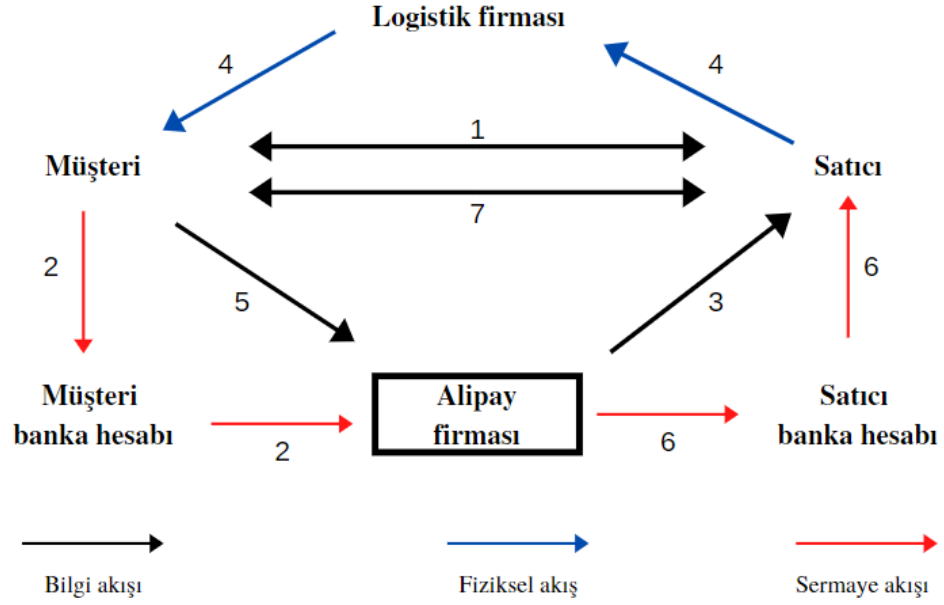 Logistik firması
4
4
1
Müşteri
Satıcı
7
2
5
3
6
Müşteri
banka hesabı
Alipay
firması
Satıcı
banka hesabı
2
6
Bilgi akışı
Fiziksel akış
Sermaye akışı